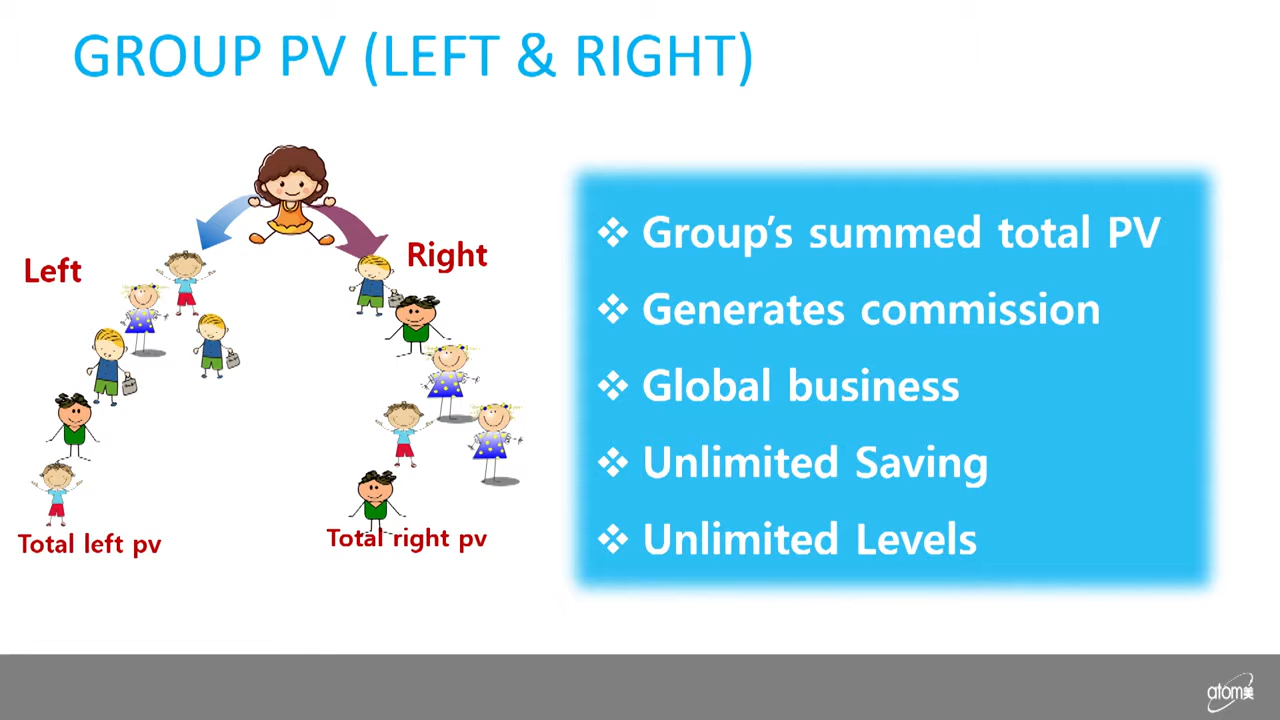 GROUP PV (LEFT & RIGHT)
Left
Right
Total left pv
Total right pv
❖ Group's summed total PV
❖ Generates commission
❖ Global business
❖ Unlimited Saving
❖ Unlimited Levels
atom美